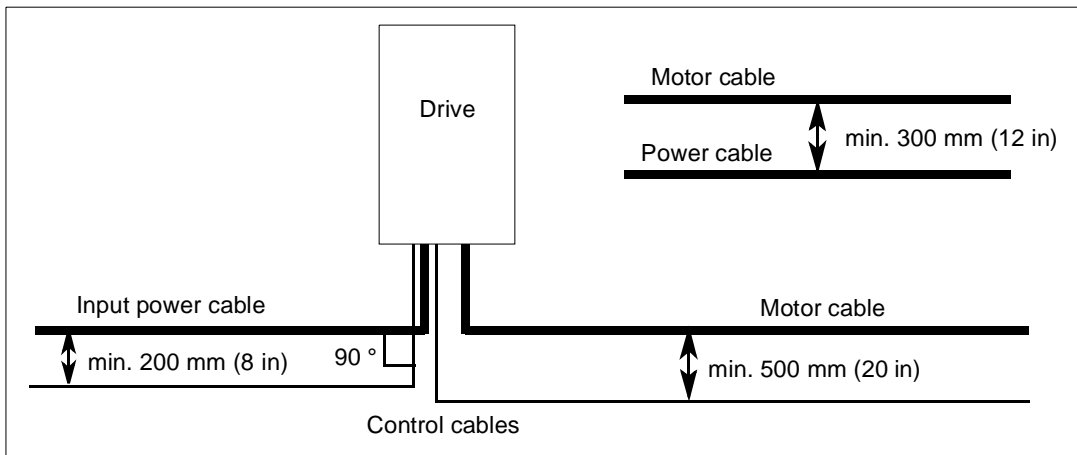 Drive
Motor cable
min. 300 mm (12 in)
Power cable
Input power cable
Motor cable
min. 200 mm (8 in)
90 °
min. 500 mm (20 in)
Control cables